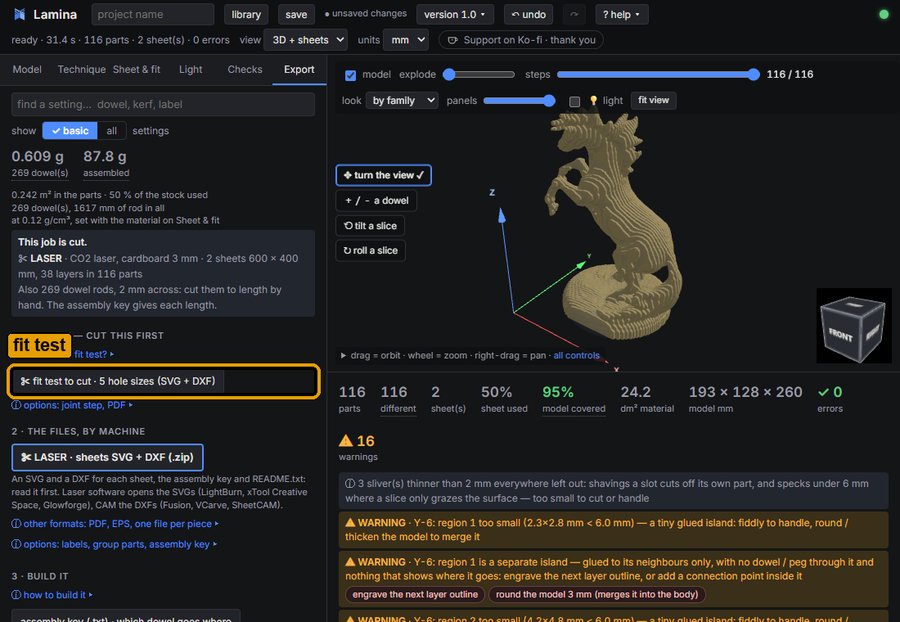 Lamina project name library save • unsaved changes version 1.0 ▾ undo ? help ▾
ready · 31.4 s · 116 parts · 2 sheet(s) · 0 errors view 3D + sheets units mm Support on Ko-fi · thank you
Model Technique Sheet & fit Light Checks Export
find a setting... dowel, kerf, label
show ✓ basic all settings
0.609 g 87.8 g
269 dowel(s) assembled
0.242 m² in the parts · 50 % of the stock used
269 dowel(s), 1617 mm of rod in all
at 0.12 g/cm³, set with the material on Sheet & fit
This job is cut.
✂ LASER · CO2 laser, cardboard 3 mm · 2 sheets 600 × 400
mm, 38 layers in 116 parts
Also 269 dowel rods, 2 mm across: cut them to length by
hand. The assembly key gives each length.
fit test — CUT THIS FIRST
fit test? ▸
✂ fit test to cut · 5 hole sizes (SVG + DXF)
ⓘ options: joint step, PDF ▸
2 · THE FILES, BY MACHINE
✂ LASER · sheets SVG + DXF (.zip)
An SVG and a DXF for each sheet, the assembly key and README.txt:
read it first. Laser software opens the SVGs (LightBurn, xTool Creative
Space, Glowforge), CAM the DXFs (Fusion, VCarve, SheetCAM).
ⓘ other formats: PDF, EPS, one file per piece ▸
ⓘ options: labels, group parts, assembly key ▸
3 · BUILD IT
ⓘ how to build it ▸
assembly key (.txt) · which dowel goes where
model explode steps 116 / 116
look by family panels light fit view
✥ turn the view ✓
+ / - a dowel
tilt a slice
↻ roll a slice
Z
Y
X
FRONT
▸ drag = orbit · wheel = zoom · right-drag = pan · all controls
116 116 2 50% 95% 24.2 193 × 128 × 260 ✓ 0
parts different sheet(s) sheet used model covered dm² material model mm errors
⚠ 16
warnings
ⓘ 3 sliver(s) thinner than 2 mm everywhere left out: shavings a slot cuts off its own part, and specks under 6 mm
where a slice only grazes the surface — too small to cut or handle
⚠ WARNING · Y-6: region 1 too small (2.3×2.8 mm < 6.0 mm) — a tiny glued island: fiddly to handle, round /
thicken the model to merge it
⚠ WARNING · Y-6: region 1 is a separate island — glued to its neighbours only, with no dowel / peg through it and
nothing that shows where it goes: engrave the next layer outline, or add a connection point inside it
engrave the next layer outline round the model 3 mm (merges it into the body)
⚠ WARNING · Y-6: region 2 too small (4.2×4.8 mm < 6.0 mm) — a tiny glued island: fiddly to handle, round /